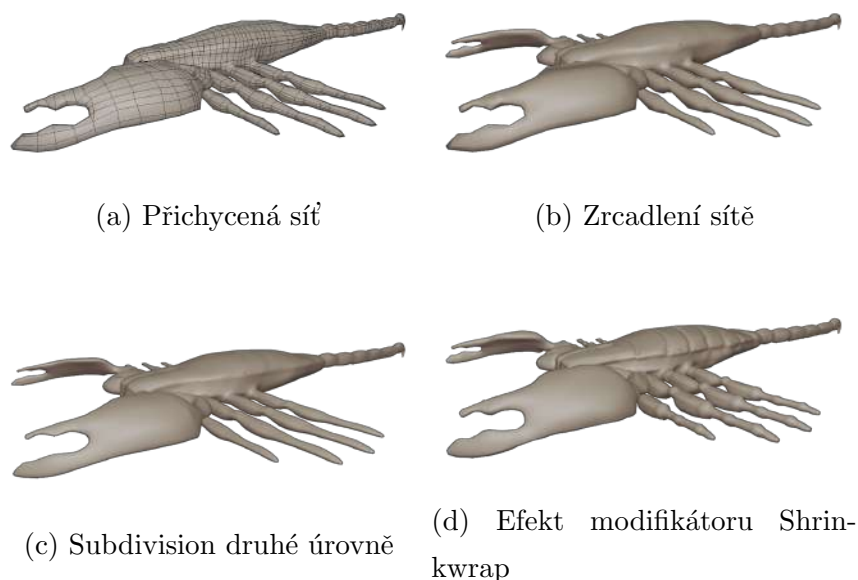 (a) Přichycená síť
(b) Zrcadlení sítě
(c) Subdivision druhé úrovně
(d) Efekt modifikátoru Shrin-
kwrap